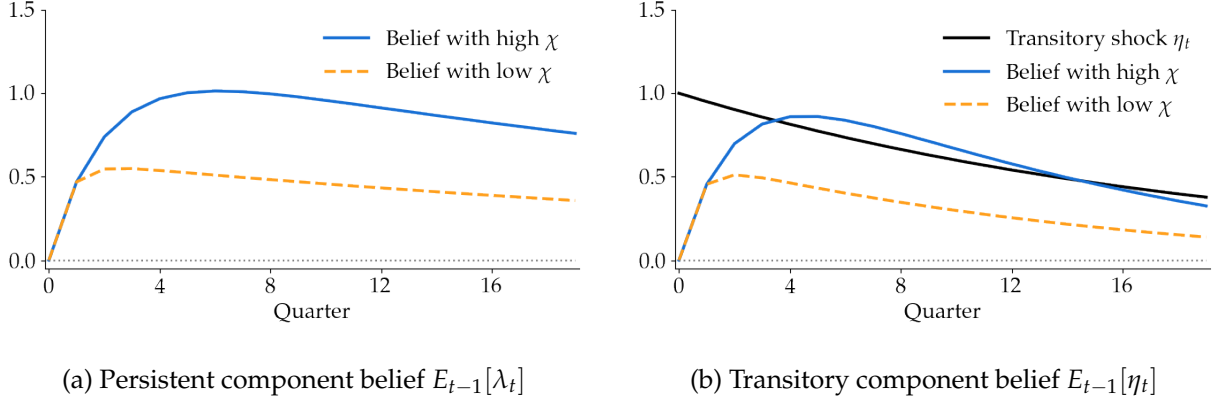 1.5
1.0
0.5
0.0
0
4
8
12
16
Quarter
Belief with high χ
Belief with low χ
(a) Persistent component belief E_{t−1}[λ_t]
1.5
1.0
0.5
0.0
0
4
8
12
16
Quarter
Transitory shock η_t
Belief with high χ
Belief with low χ
(b) Transitory component belief E_{t−1}[η_t]